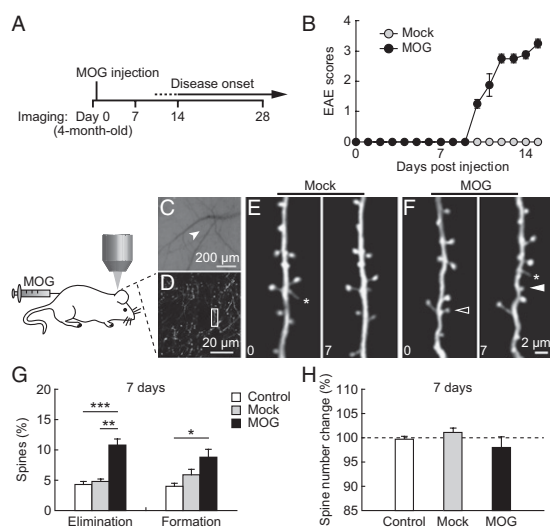 A
MOG injection
Disease onset
Imaging: Day 0 7 14 28
(4-month-old)
B
Mock
MOG
EAE scores
4
3
2
1
0
0 7 14
Days post injection
MOG
C
200 μm
D
20 μm
E
Mock
*
0
7
F
MOG
*
0
7
2 μm
G
7 days
Control
Mock
MOG
Spines (%)
20
15
10
5
0
***
**
*
Elimination Formation
H
7 days
Spine number change (%)
110
105
100
95
90
85
Control Mock MOG